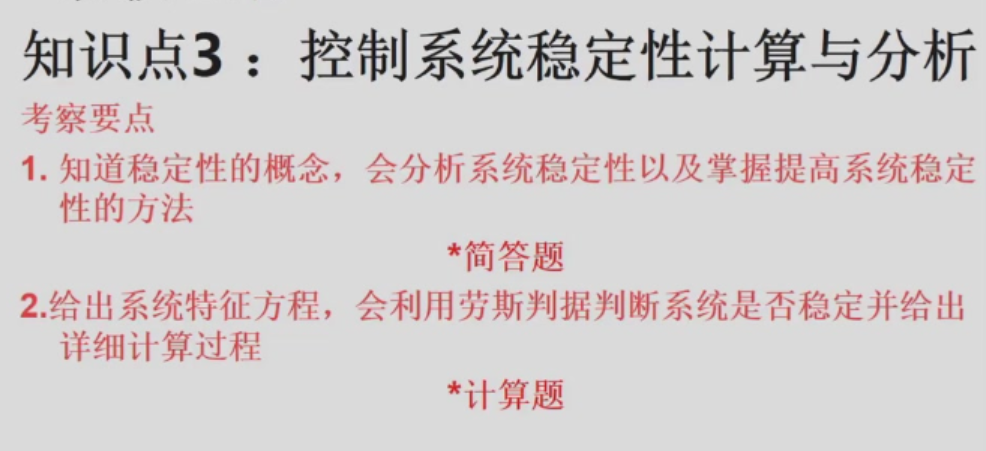 知识点3：控制系统稳定性计算与分析
考察要点
1. 知道稳定性的概念，会分析系统稳定性以及掌握提高系统稳定
性的方法
*简答题
2.给出系统特征方程，会利用劳斯判据判断系统是否稳定并给出
详细计算过程
*计算题